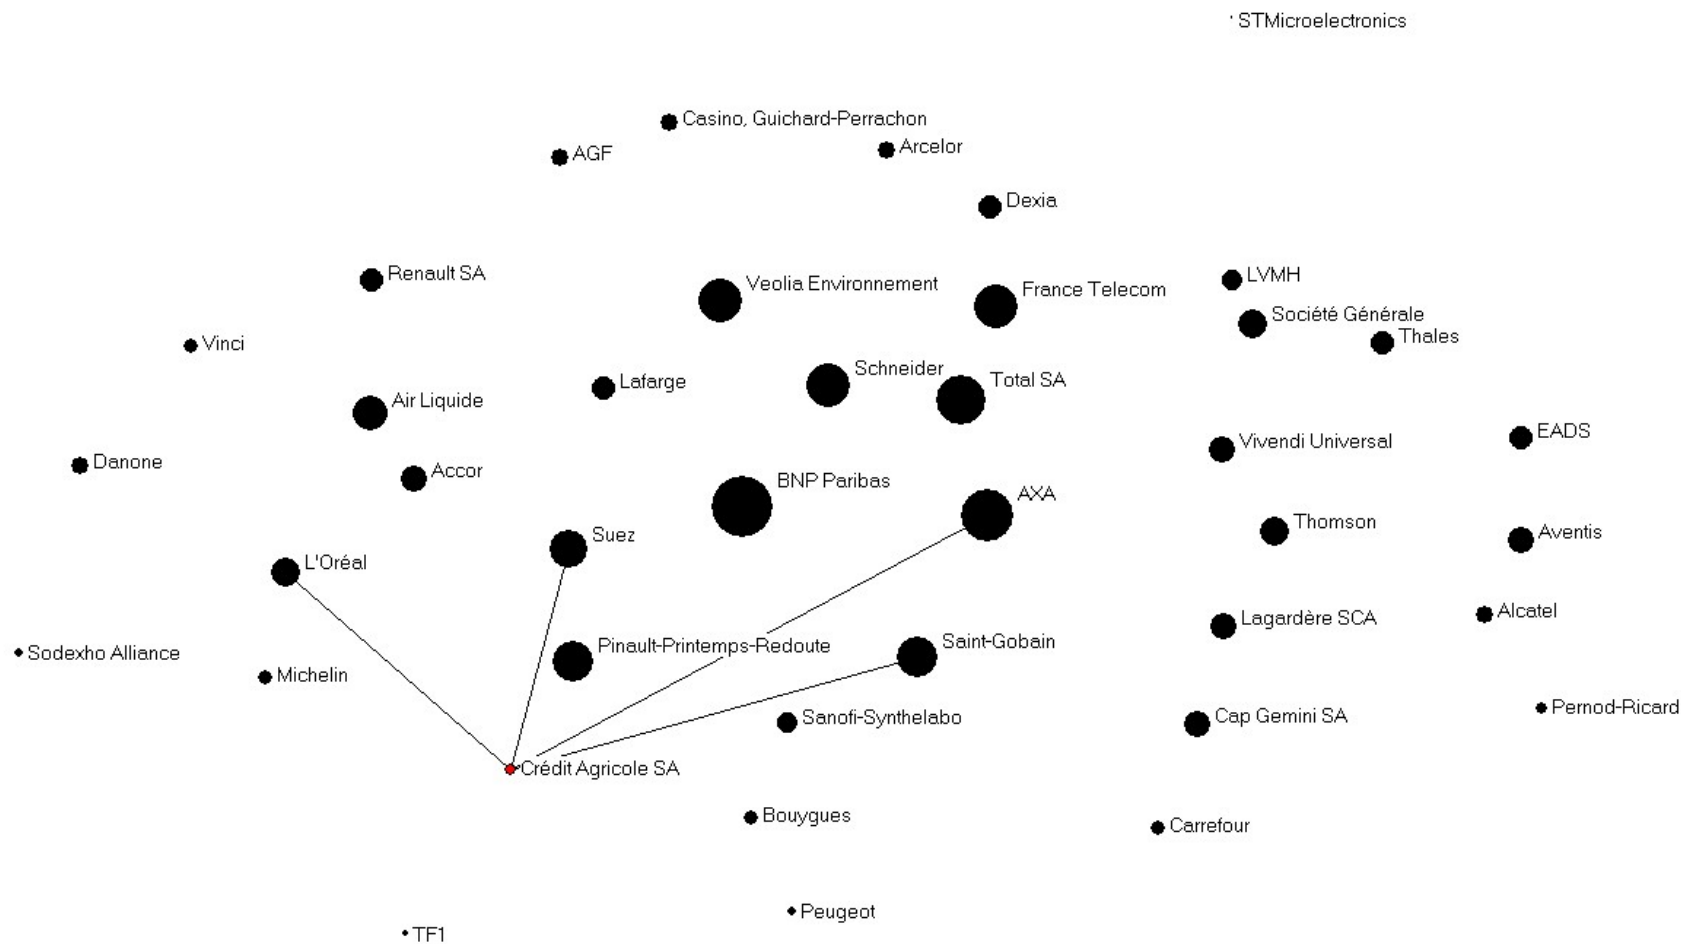 STMicroelectronics
Casino, Guichard-Perrachon
Arcelor
AGF
Dexia
Renault SA
LVMH
Veolia Environnement
France Telecom
Société Générale
Thales
Vinci
Schneider
Lafarge
Total SA
Air Liquide
EADS
Vivendi Universal
Danone
Accor
BNP Paribas
AXA
Thomson
Aventis
Suez
L'Oréal
Alcatel
Lagardère SCA
Saint-Gobain
Pinault-Printemps-Redoute
Sodexho Alliance
Michelin
Pernod-Ricard
Cap Gemini SA
Sanofi-Synthelabo
Crédit Agricole SA
Bouygues
Carrefour
Peugeot
TF1